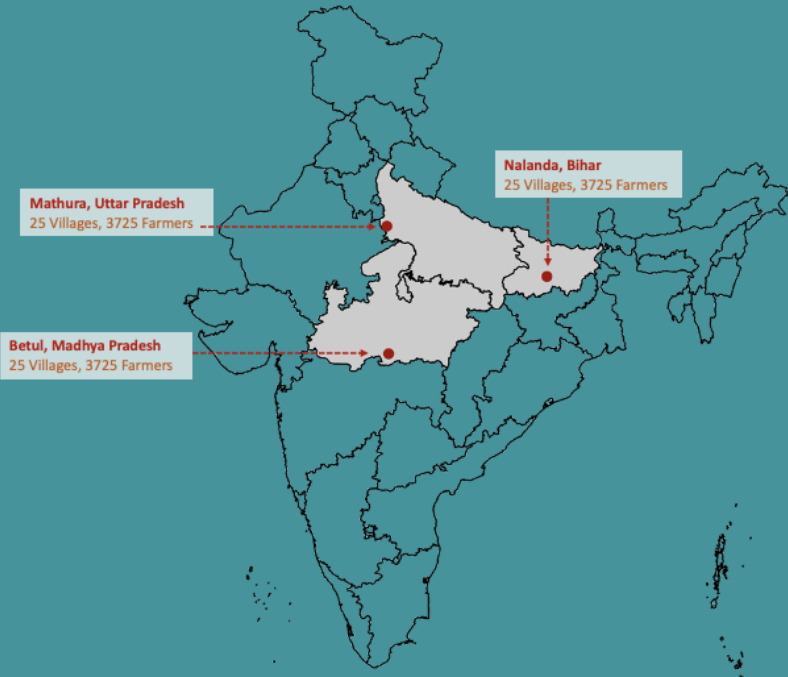 Nalanda, Bihar
25 Villages, 3725 Farmers
Mathura, Uttar Pradesh
25 Villages, 3725 Farmers
Betul, Madhya Pradesh
25 Villages, 3725 Farmers